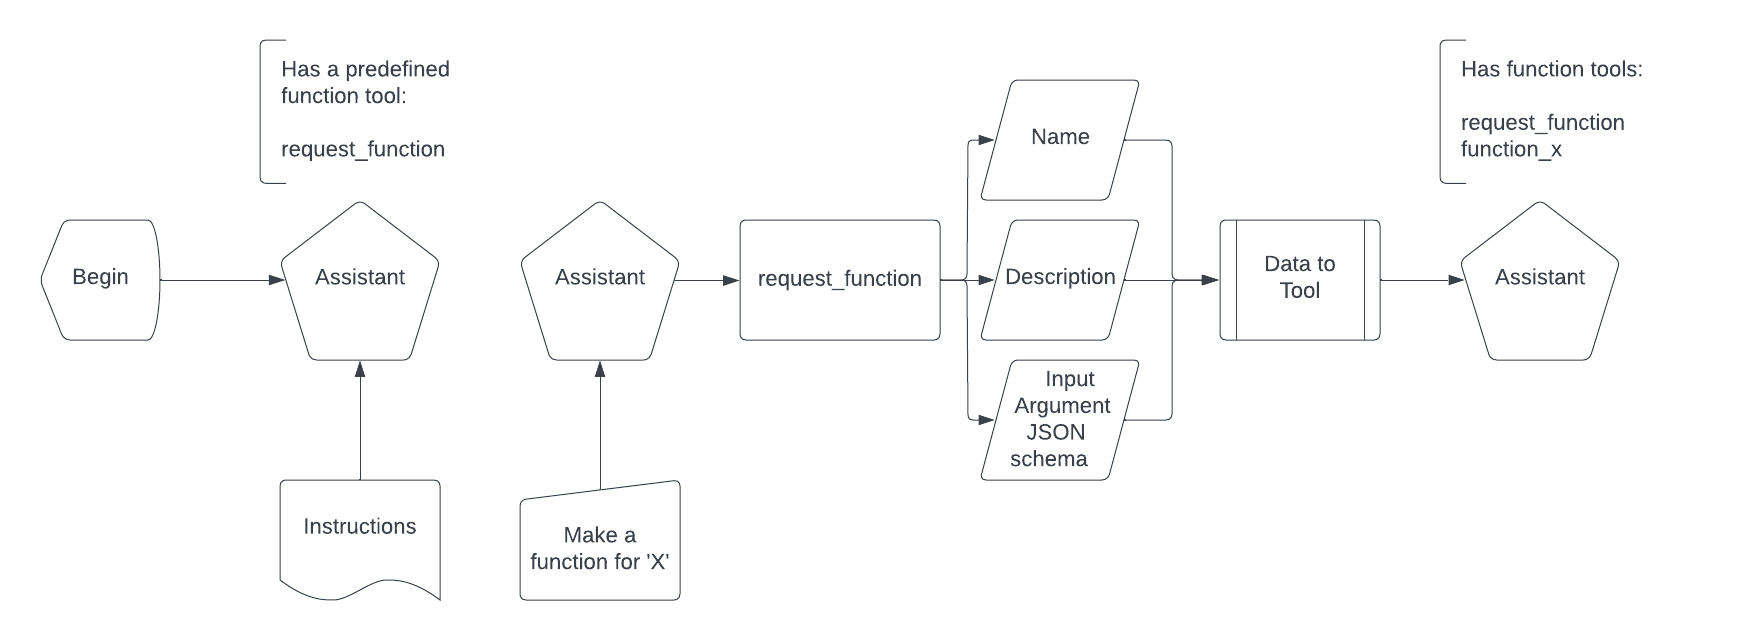 Has a predefined
function tool:
request_function
Has function tools:
request_function
function_x
Begin
Assistant
Assistant
request_function
Name
Description
Input
Argument
JSON
schema
Data to
Tool
Assistant
Instructions
Make a
function for 'X'